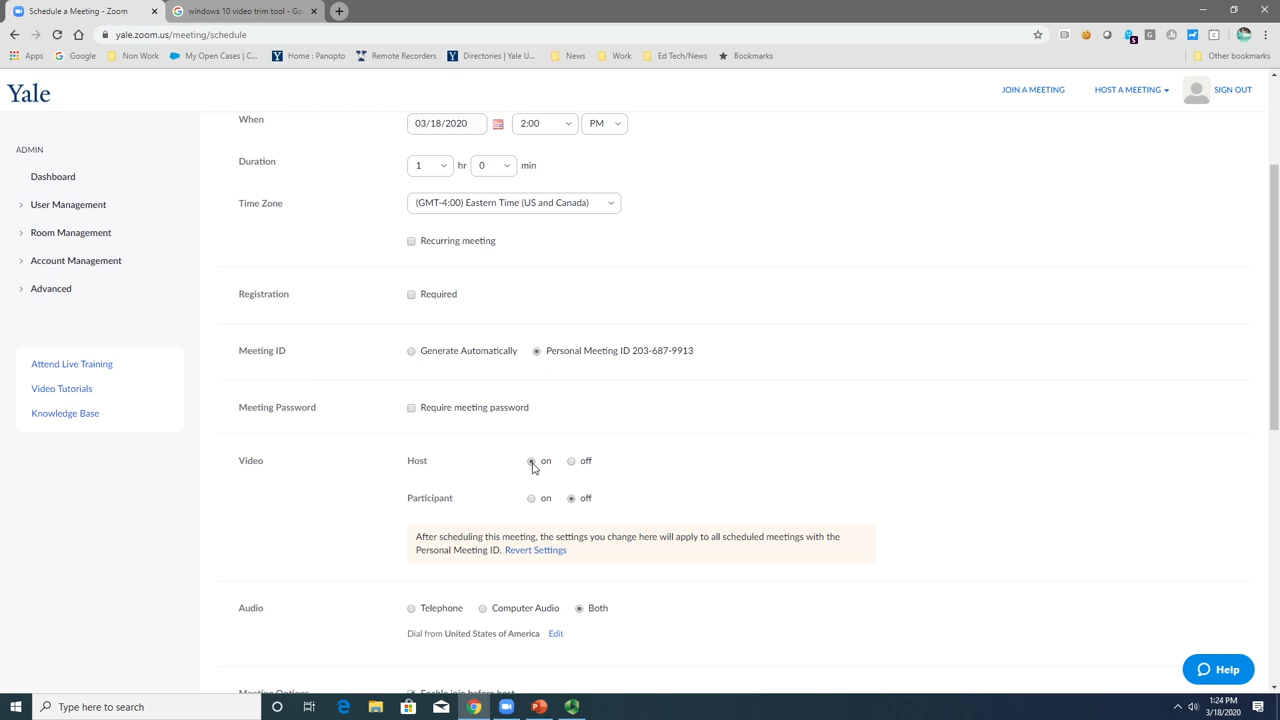 Schedule a Meeting - Zoom
windows 10 video trim tool - Go
yale.zoom.us/meeting/schedule
Apps
Google
Non Work
My Open Cases | C...
Home : Panopto
Remote Recorders
Directories | Yale U...
News
Work
Ed Tech/News
Bookmarks
Other bookmarks
Yale
JOIN A MEETING
HOST A MEETING
SIGN OUT
ADMIN
Dashboard
User Management
Room Management
Account Management
Advanced
Attend Live Training
Video Tutorials
Knowledge Base
When
03/18/2020
2:00
PM
Duration
1
hr
0
min
Time Zone
(GMT-4:00) Eastern Time (US and Canada)
Recurring meeting
Registration
Required
Meeting ID
Generate Automatically
Personal Meeting ID 203-687-9913
Meeting Password
Require meeting password
Video
Host
on
off
Participant
on
off
After scheduling this meeting, the settings you change here will apply to all scheduled meetings with the
Personal Meeting ID. Revert Settings
Audio
Telephone
Computer Audio
Both
Dial from United States of America Edit
Meeting Options
Enable join before host
Help
Type here to search
1:24 PM
3/18/2020